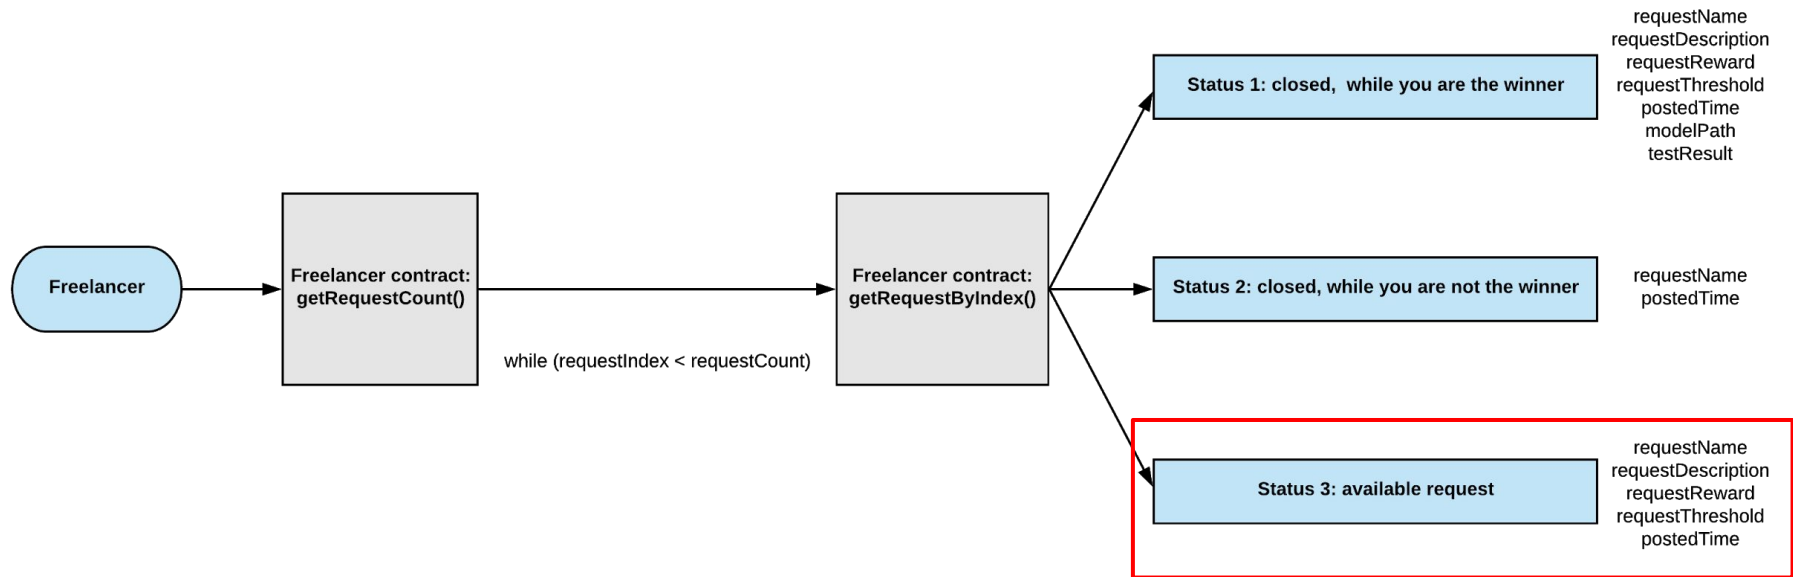 Freelancer
Freelancer contract:
getRequestCount()
while (requestIndex < requestCount)
Freelancer contract:
getRequestByIndex()
Status 1: closed,  while you are the winner
requestName
requestDescription
requestReward
requestThreshold
postedTime
modelPath
testResult
Status 2: closed, while you are not the winner
requestName
postedTime
Status 3: available request
requestName
requestDescription
requestReward
requestThreshold
postedTime